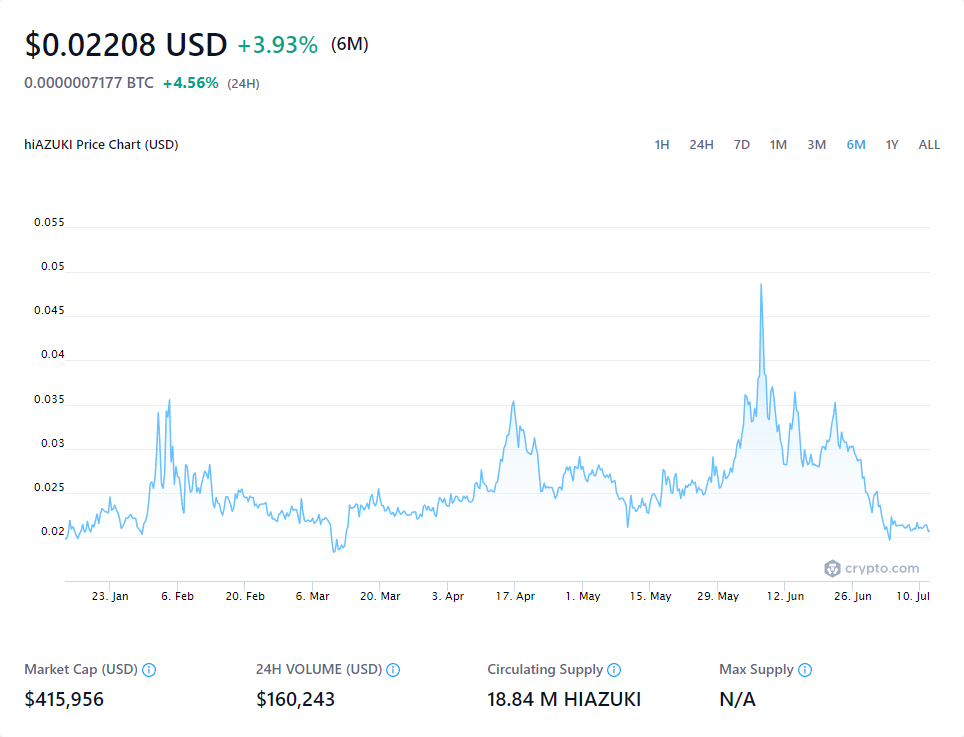 $0.02208 USD +3.93% (6M)
0.0000007177 BTC +4.56% (24H)
hiAZUKI Price Chart (USD) 1H 24H 7D 1M 3M 6M 1Y ALL
0.055
0.05
0.045
0.04
0.035
0.03
0.025
0.02
crypto.com
23. Jan 6. Feb 20. Feb 6. Mar 20. Mar 3. Apr 17. Apr 1. May 15. May 29. May 12. Jun 26. Jun 10. Jul
Market Cap (USD) 24H VOLUME (USD) Circulating Supply Max Supply
$415,956 $160,243 18.84 M HIAZUKI N/A